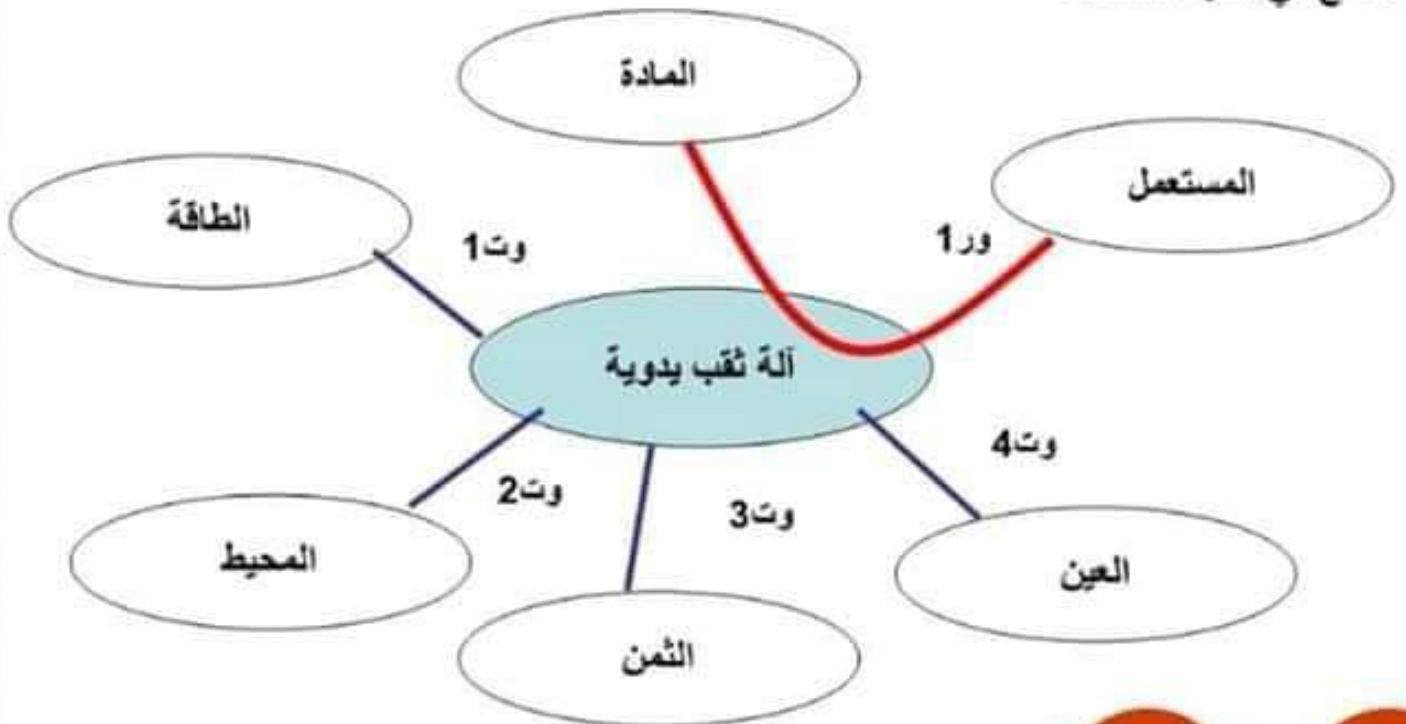 المادة
المستعمل
الطاقة
ور1
وت1
آلة ثقب يدوية
وت4
وت2
وت3
المحيط
العين
الثمن